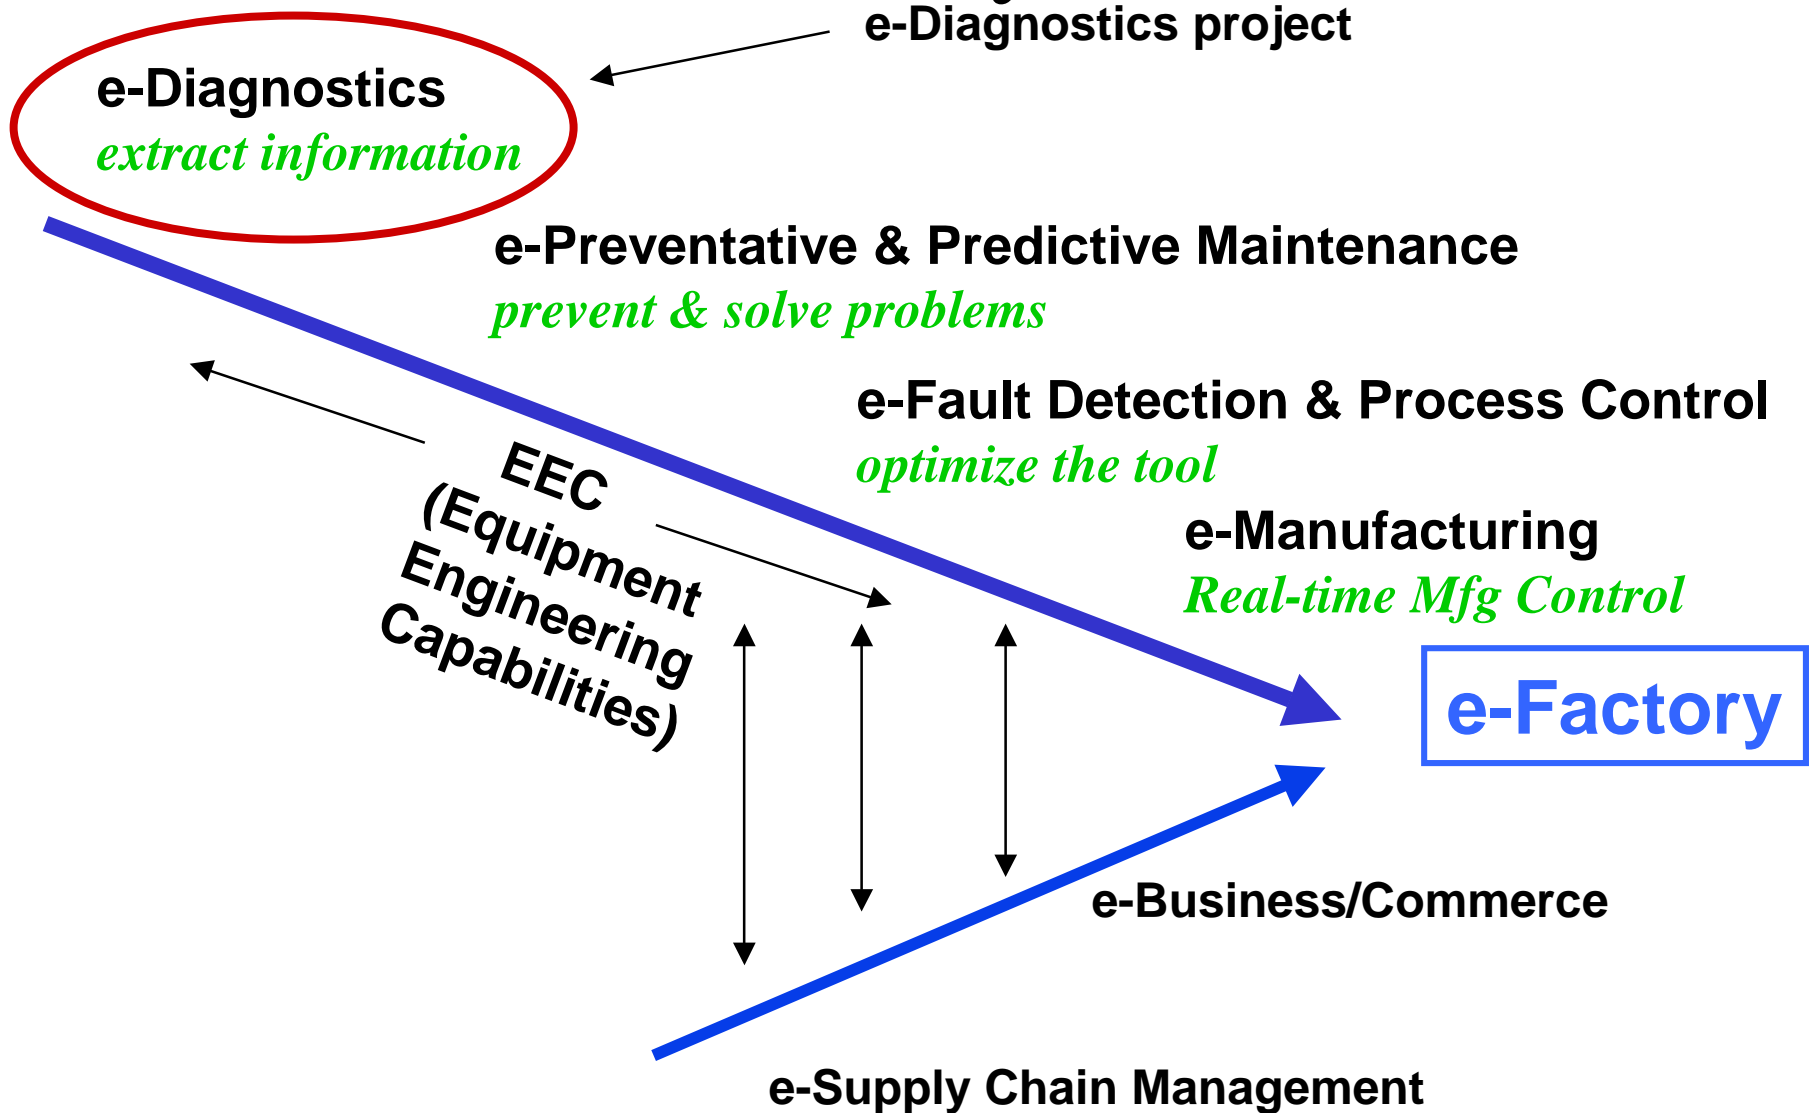 e-Diagnostics project
e-Diagnostics
extract information
e-Preventative & Predictive Maintenance
prevent & solve problems
e-Fault Detection & Process Control
optimize the tool
EEC
(Equipment
Engineering
Capabilities)
e-Manufacturing
Real-time Mfg Control
e-Factory
e-Business/Commerce
e-Supply Chain Management